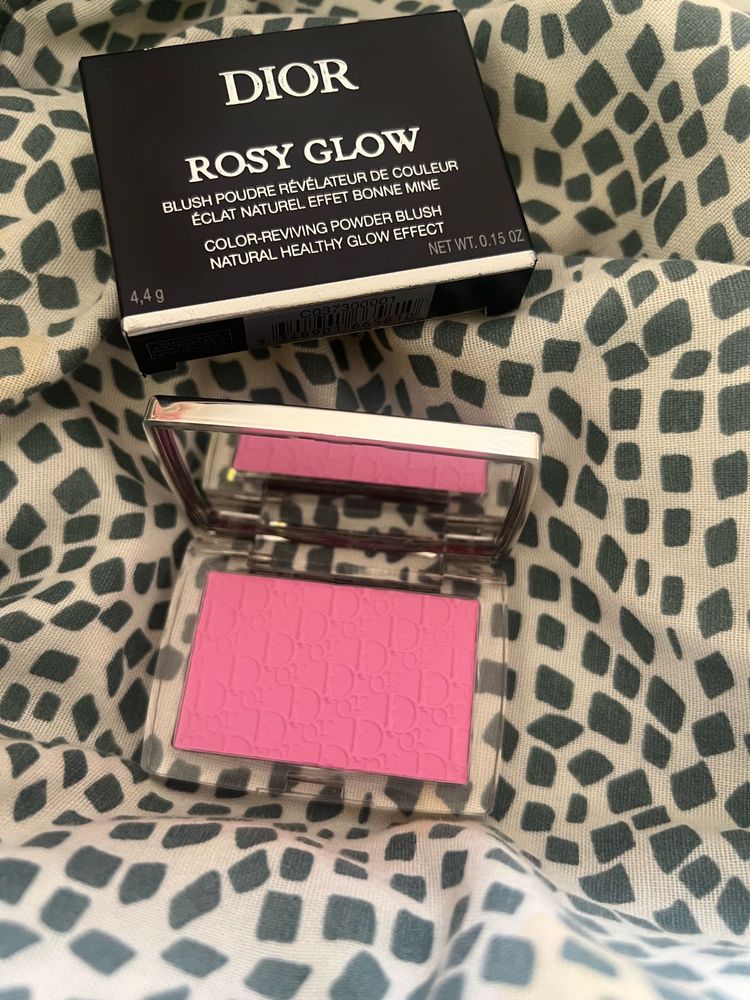 DIOR
ROSY GLOW
BLUSH POUDRE RÉVÉLATEUR DE COULEUR
ÉCLAT NATUREL EFFET BONNE MINE
COLOR-REVIVING POWDER BLUSH
NATURAL HEALTHY GLOW EFFECT
4,4 g
NET WT. 0.15 OZ
C037300001